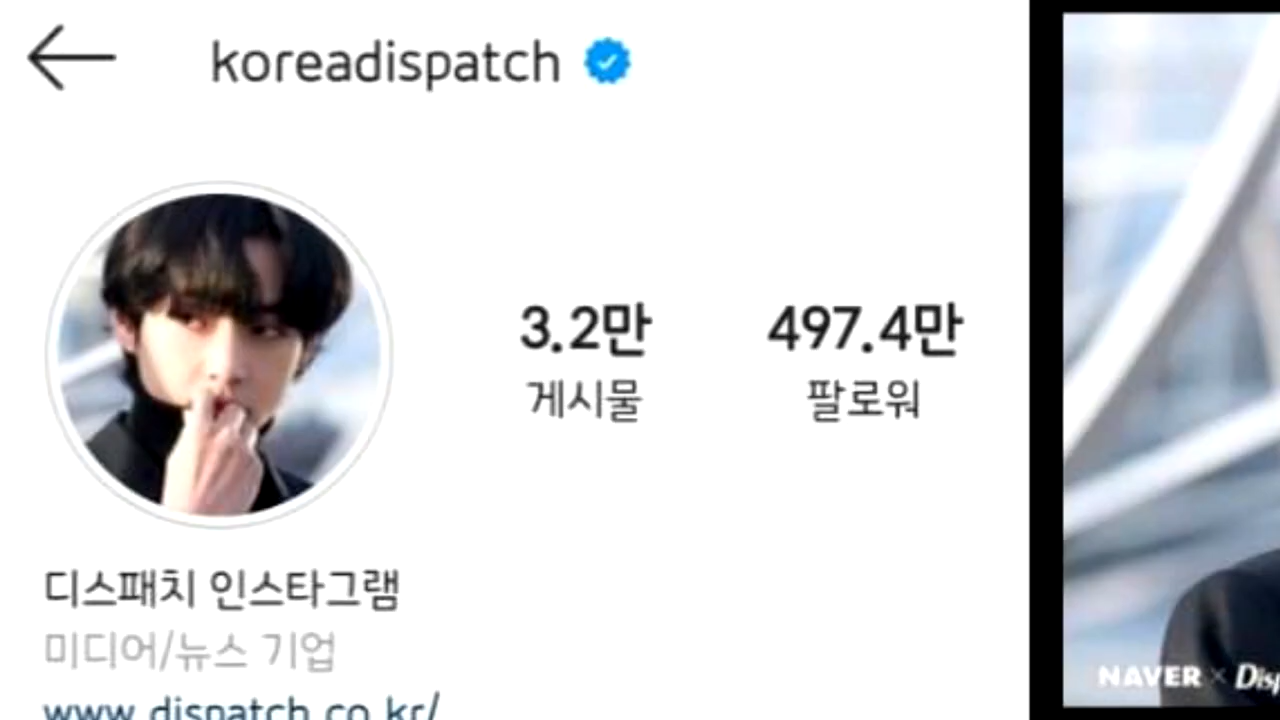 koreadispatch
3.2만
게시물
497.4만
팔로워
디스패치 인스타그램
미디어/뉴스 기업
www.dispatch.co.kr/
NAVER ×